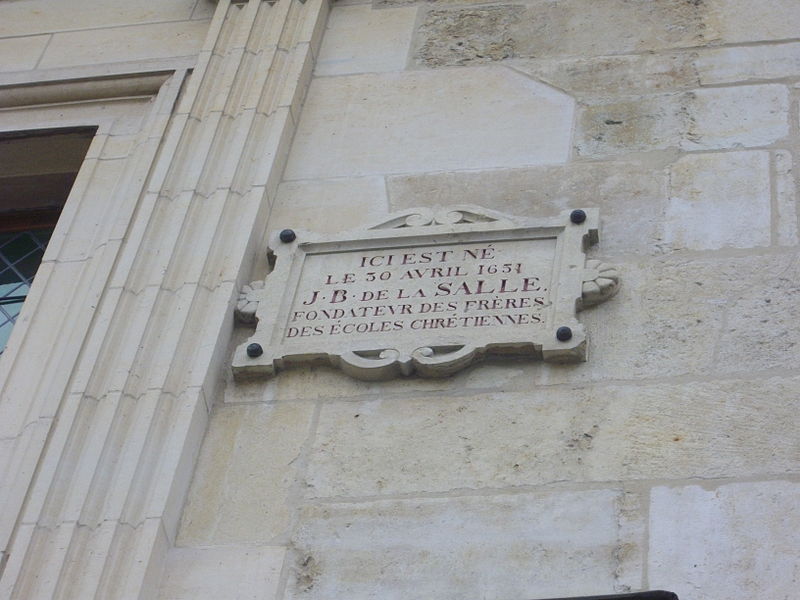 ICI EST NÉ
LE 30 AVRIL 1651
J·B·DE LA SALLE.
FONDATEVR DES FRÈRES
DES ÉCOLES CHRÉTIENNES.